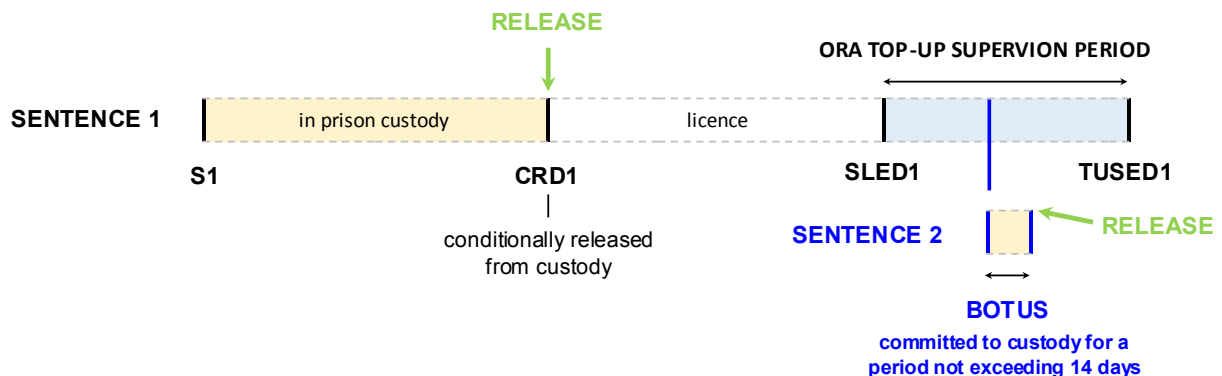 RELEASE
ORA TOP-UP SUPERVION PERIOD
SENTENCE 1
in prison custody
licence
S1
CRD1
SLED1
TUSED1
conditionally released
from custody
SENTENCE 2
RELEASE
BOTUS
committed to custody for a
period not exceeding 14 days